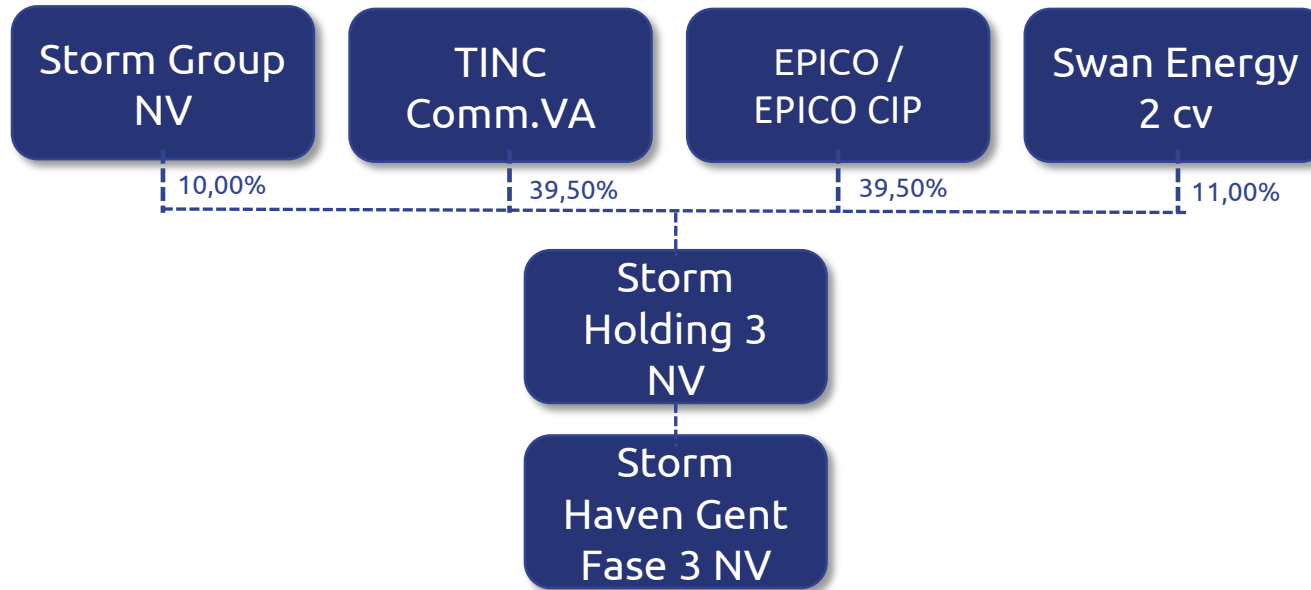 Storm Group
NV
TINC
Comm.VA
EPICO /
EPICO CIP
Swan Energy
2 cv
10,00%
39,50%
39,50%
11,00%
Storm
Holding 3
NV
Storm
Haven Gent
Fase 3 NV